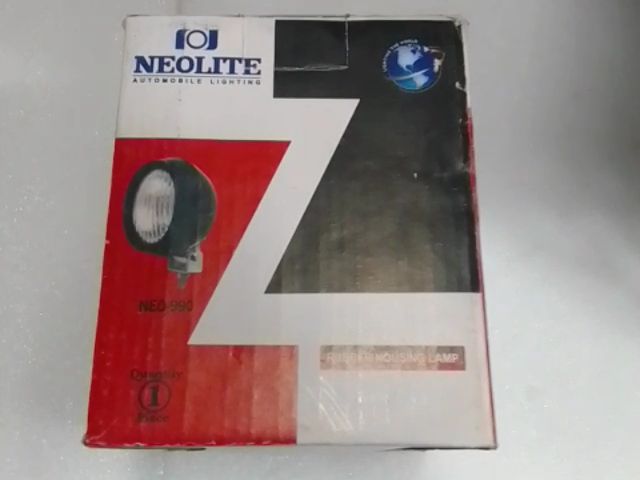 NEOLITE
AUTOMOBILE LIGHTING
NEO-990
RUBBER HOUSING LAMP
Quantity
1
Piece